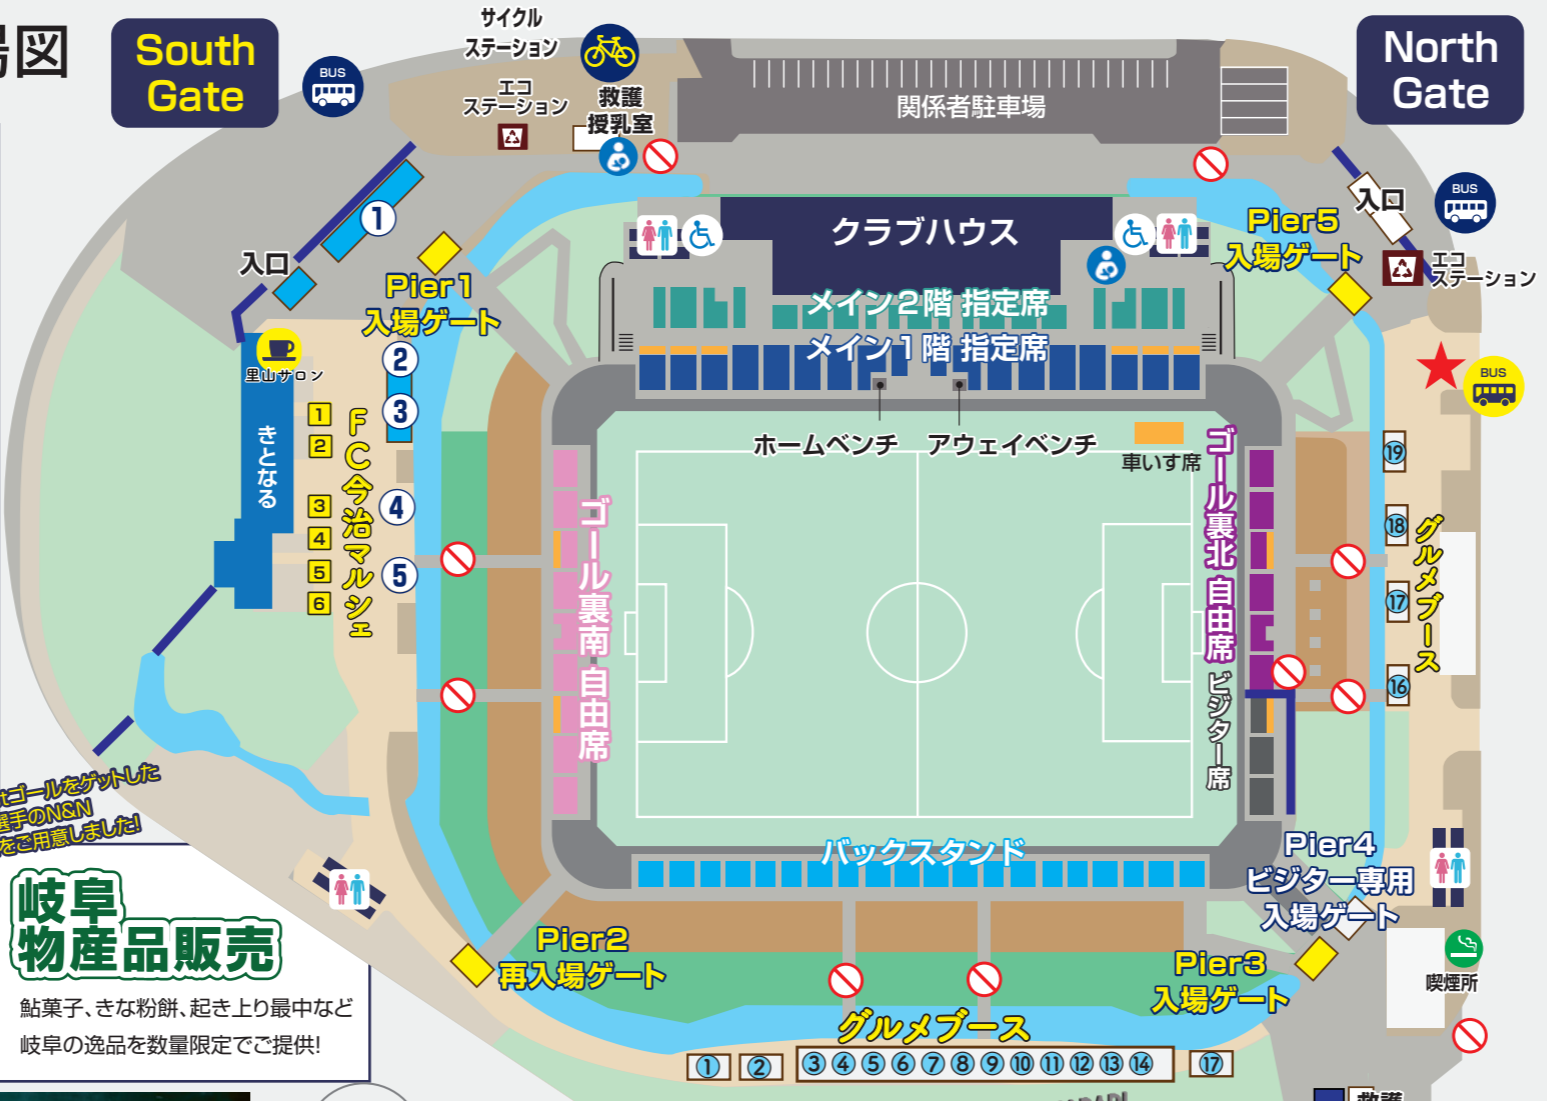 場図
South
Gate
BUS
サイクル
ステーション
エコ
ステーション
救護
授乳室
関係者駐車場
North
Gate
BUS
入口
エコ
ステーション
①
入口
Pier1
入場ゲート
クラブハウス
Pier5
入場ゲート
メイン2階 指定席
メイン1階 指定席
里山サロン
きとなる
②
③
④
⑤
1
2
3
4
5
6
FC今治マルシェ
ホームベンチ
アウェイベンチ
車いす席
BUS
ゴール裏南 自由席
ゴール裏北 自由席
ビジター席
⑲
⑱
⑰
⑯
グルメブース
バックスタンド
Pier4
ビジター専用
入場ゲート
Pier3
入場ゲート
喫煙所
Pier2
再入場ゲート
グルメブース
① ② ③ ④ ⑤ ⑥ ⑦ ⑧ ⑨ ⑩ ⑪ ⑫ ⑬ ⑭ ⑰
ゴールをゲットした
選手のN&N
をご用意しました!
岐阜
物産品販売
鮎菓子、きな粉餅、起き上り最中など
岐阜の逸品を数量限定でご提供!
救護